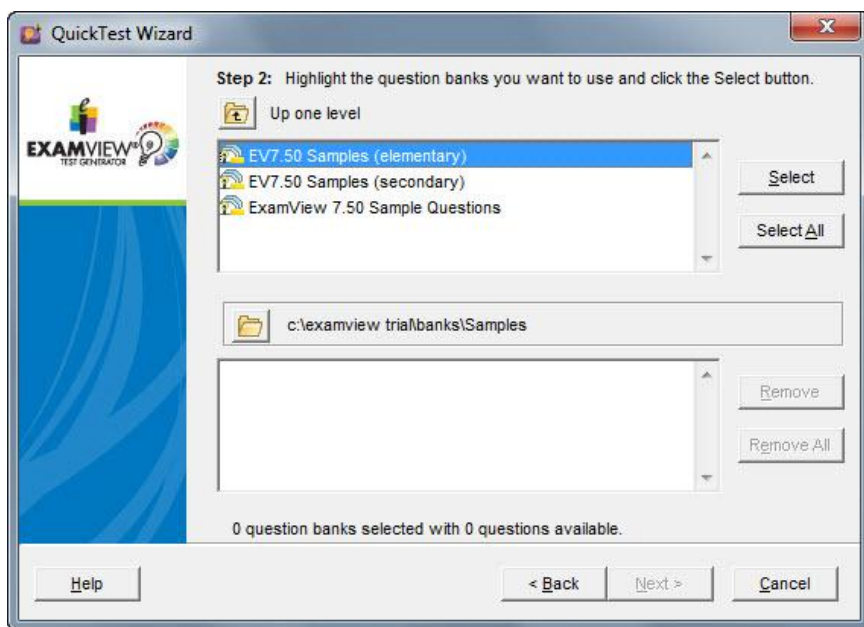 QuickTest Wizard
Step 2: Highlight the question banks you want to use and click the Select button.
Up one level
EXAMVIEW®
TEST GENERATOR
EV7.50 Samples (elementary)
EV7.50 Samples (secondary)
ExamView 7.50 Sample Questions
Select
Select All
c:\examview trial\banks\Samples
Remove
Remove All
0 question banks selected with 0 questions available.
Help
< Back
Next >
Cancel